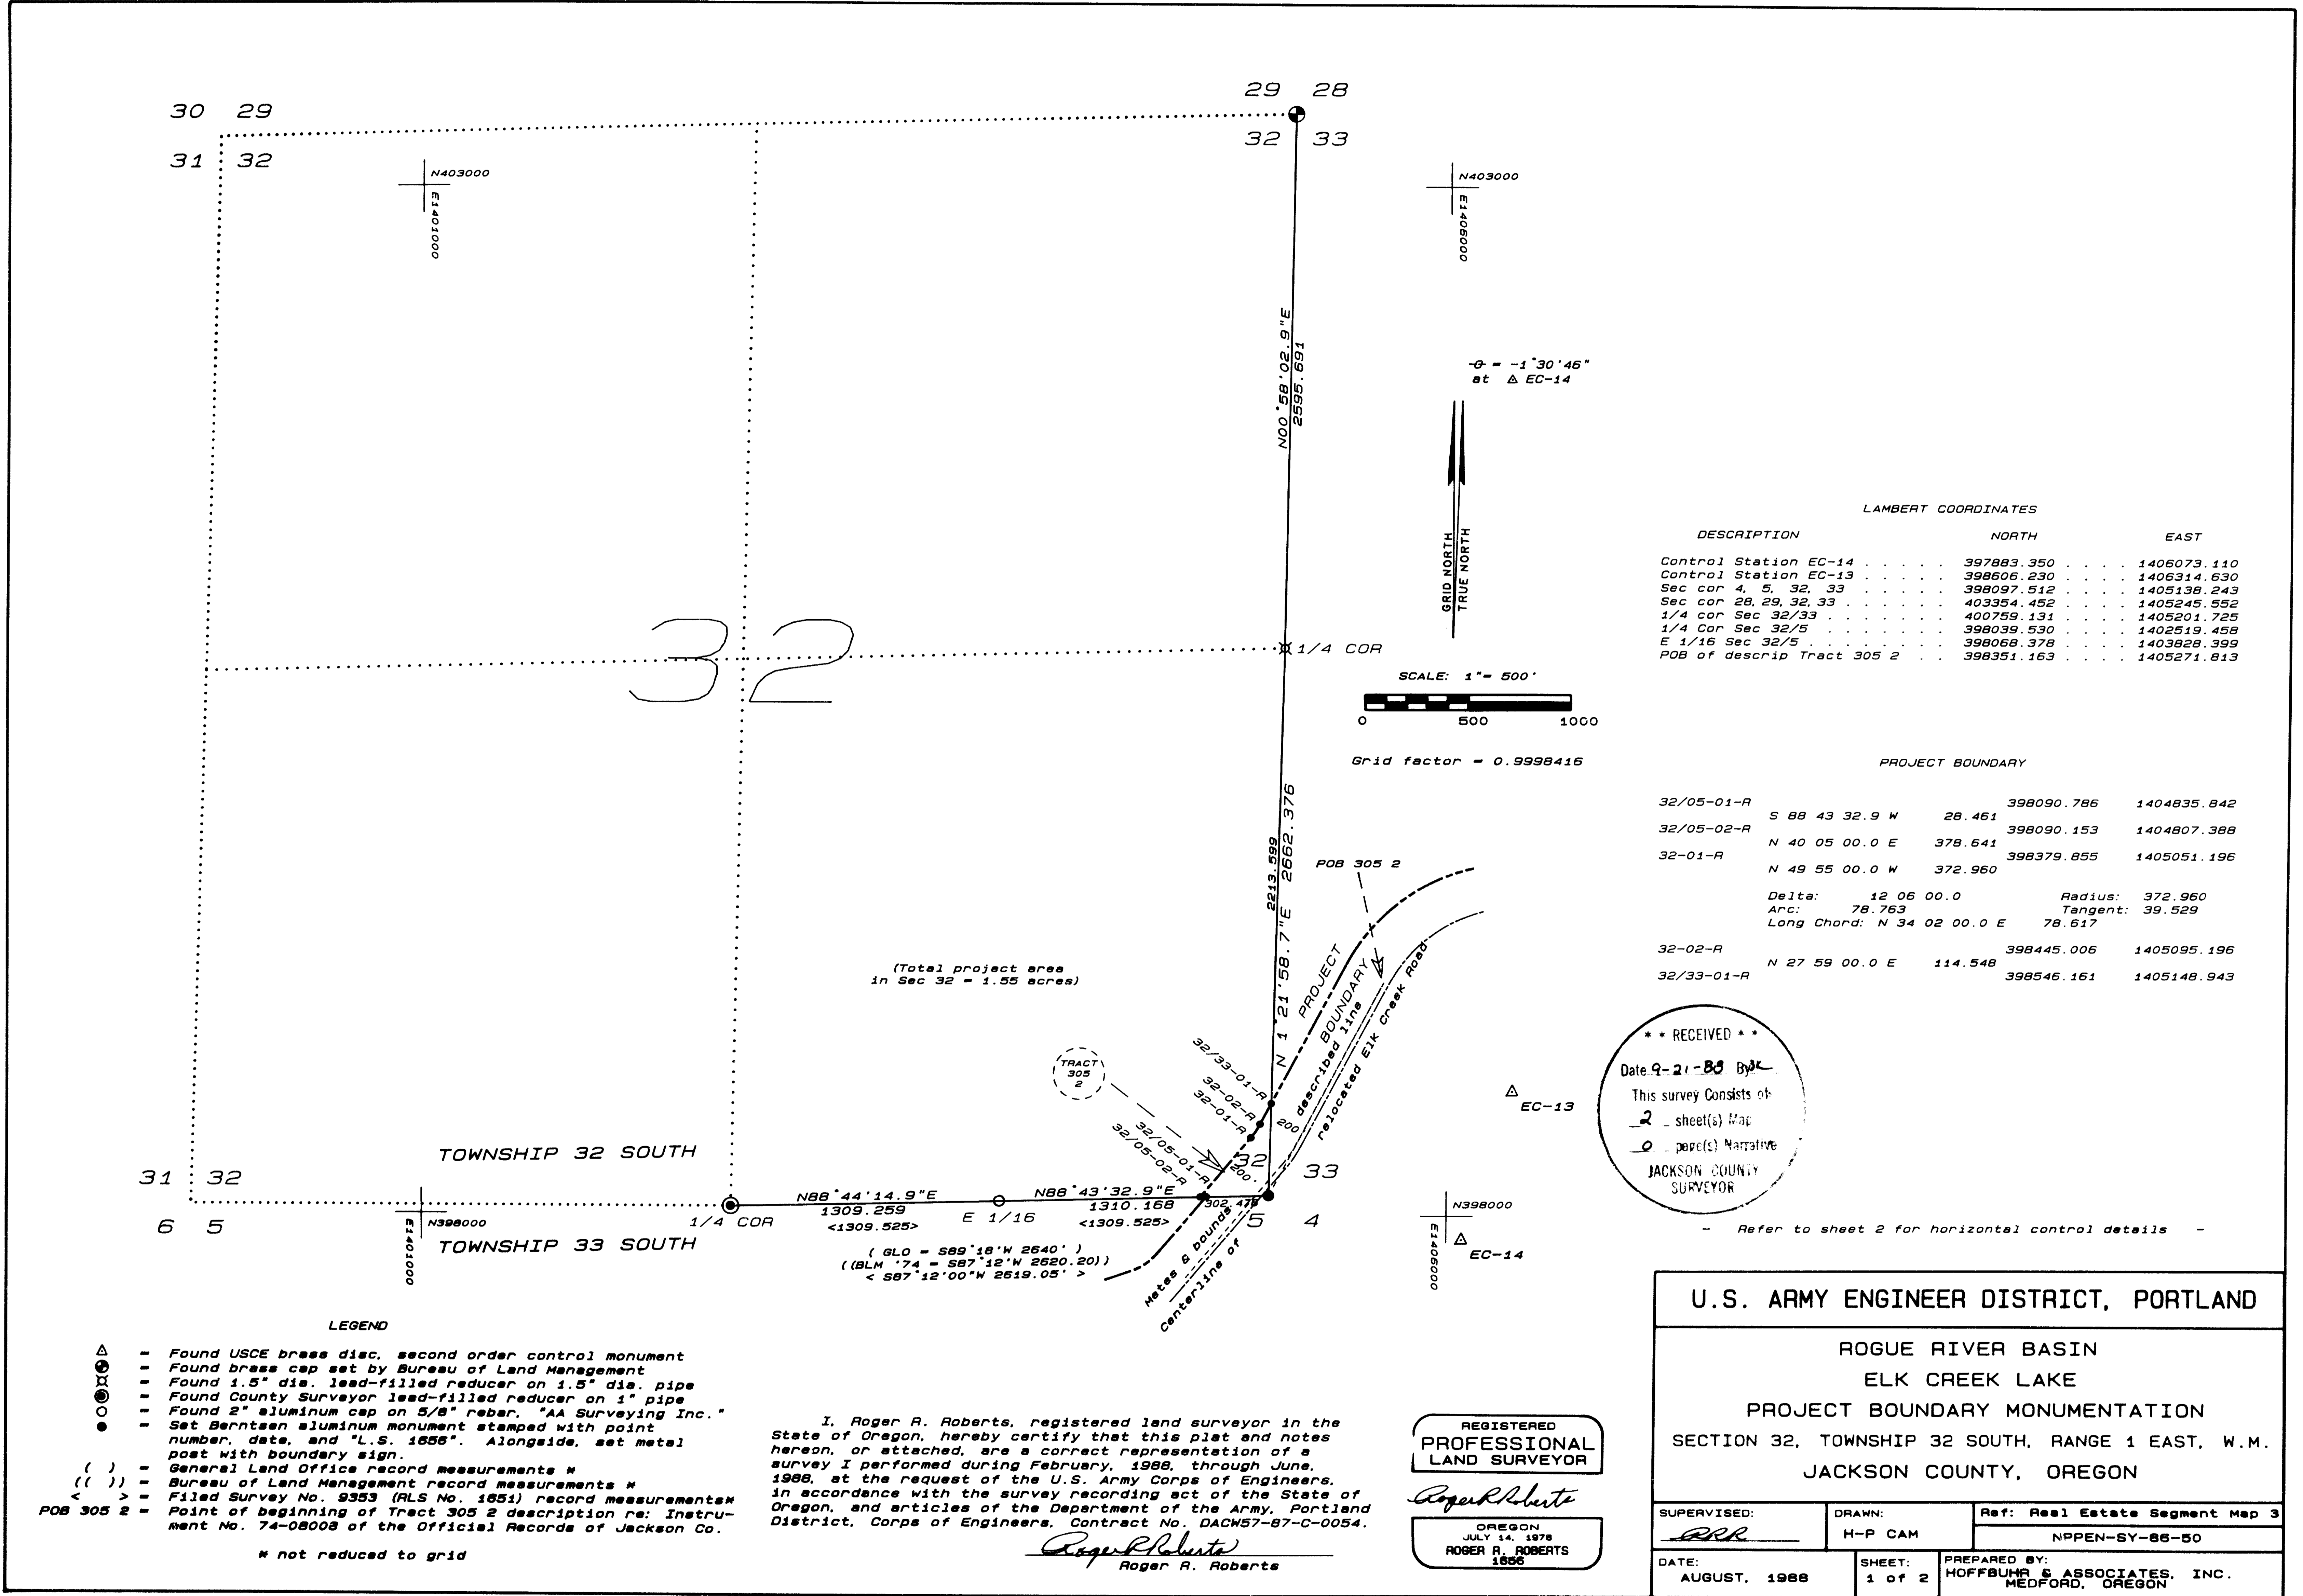 30 29
31 32
29 28
32 33
N403000
E1401000
N403000
E1406000
N00°58'02.9"E
2595.691
-θ- = -1°30'46"
at △ EC-14
GRID NORTH
TRUE NORTH
1/4 COR
SCALE: 1"= 500'
0 500 1000
Grid factor = 0.9998416
32
LAMBERT COORDINATES
DESCRIPTION NORTH EAST
Control Station EC-14 . . . . . 397883.350 . . . . 1406073.110
Control Station EC-13 . . . . . 398606.230 . . . . 1406314.630
Sec cor 4, 5, 32, 33 . . . . . 398097.512 . . . . 1405138.243
Sec cor 28, 29, 32, 33 . . . . . 403354.452 . . . . 1405245.552
1/4 cor Sec 32/33 . . . . . . . 400759.131 . . . . 1405201.725
1/4 Cor Sec 32/5 . . . . . . . 398039.530 . . . . 1402519.458
E 1/16 Sec 32/5 . . . . . . . . 398068.378 . . . . 1403828.399
POB of descrip Tract 305 2 . . 398351.163 . . . . 1405271.813
PROJECT BOUNDARY
32/05-01-R 398090.786 1404835.842
S 88 43 32.9 W 28.461
32/05-02-R 398090.153 1404807.388
N 40 05 00.0 E 378.641
32-01-R 398379.855 1405051.196
N 49 55 00.0 W 372.960
Delta: 12 06 00.0 Radius: 372.960
Arc: 78.763 Tangent: 39.529
Long Chord: N 34 02 00.0 E 78.617
32-02-R 398445.006 1405095.196
N 27 59 00.0 E 114.548
32/33-01-R 398546.161 1405148.943
2213.599
N 1°21'58.7"E 2662.376
POB 305 2
PROJECT
BOUNDARY
described line
relocated Elk Creek Road
(Total project area
in Sec 32 = 1.55 acres)
TRACT
305
2
32/33-01-R
32-02-R
32-01-R
32/05-01-R
32/05-02-R
200
200'
EC-13
* * RECEIVED * *
Date 9-21-88 By
This survey Consists of
2 sheet(s) Map
0 page(s) Narrative
JACKSON COUNTY
SURVEYOR
TOWNSHIP 32 SOUTH
31 32
6 5
N398000
E1401000
TOWNSHIP 33 SOUTH
1/4 COR
N88°44'14.9"E
1309.259
<1309.525>
E 1/16
N88°43'32.9"E
1310.168
<1309.525>
302.478
32 33
5 4
( GLO = S89°18'W 2640' )
((BLM '74 = S87°12'W 2620.20))
< S87°12'00"W 2619.05' >
Metes & bounds
Centerline of
N398000
E1406000
EC-14
- Refer to sheet 2 for horizontal control details -
LEGEND
△ = Found USCE brass disc, second order control monument
= Found brass cap set by Bureau of Land Management
= Found 1.5" dia. lead-filled reducer on 1.5" dia. pipe
= Found County Surveyor lead-filled reducer on 1" pipe
○ = Found 2" aluminum cap on 5/8" rebar, "AA Surveying Inc."
● = Set Berntsen aluminum monument stamped with point
number, date, and "L.S. 1656". Alongside, set metal
post with boundary sign.
( ) = General Land Office record measurements *
(( )) = Bureau of Land Management record measurements *
< > = Filed Survey No. 9353 (RLS No. 1651) record measurements*
POB 305 2 = Point of beginning of Tract 305 2 description re: Instru-
ment No. 74-08008 of the Official Records of Jackson Co.
* not reduced to grid
I, Roger R. Roberts, registered land surveyor in the
State of Oregon, hereby certify that this plat and notes
hereon, or attached, are a correct representation of a
survey I performed during February, 1988, through June,
1988, at the request of the U.S. Army Corps of Engineers,
in accordance with the survey recording act of the State of
Oregon, and articles of the Department of the Army, Portland
District, Corps of Engineers, Contract No. DACW57-87-C-0054.
Roger R Roberts
Roger R. Roberts
REGISTERED
PROFESSIONAL
LAND SURVEYOR
Roger R Roberts
OREGON
JULY 14, 1978
ROGER R. ROBERTS
1656
U.S. ARMY ENGINEER DISTRICT, PORTLAND
ROGUE RIVER BASIN
ELK CREEK LAKE
PROJECT BOUNDARY MONUMENTATION
SECTION 32, TOWNSHIP 32 SOUTH, RANGE 1 EAST, W.M.
JACKSON COUNTY, OREGON
SUPERVISED:
RRR
DRAWN:
H-P CAM
Ref: Real Estate Segment Map 3
NPPEN-SY-86-50
DATE:
AUGUST, 1988
SHEET:
1 of 2
PREPARED BY:
HOFFBUHR & ASSOCIATES, INC.
MEDFORD, OREGON